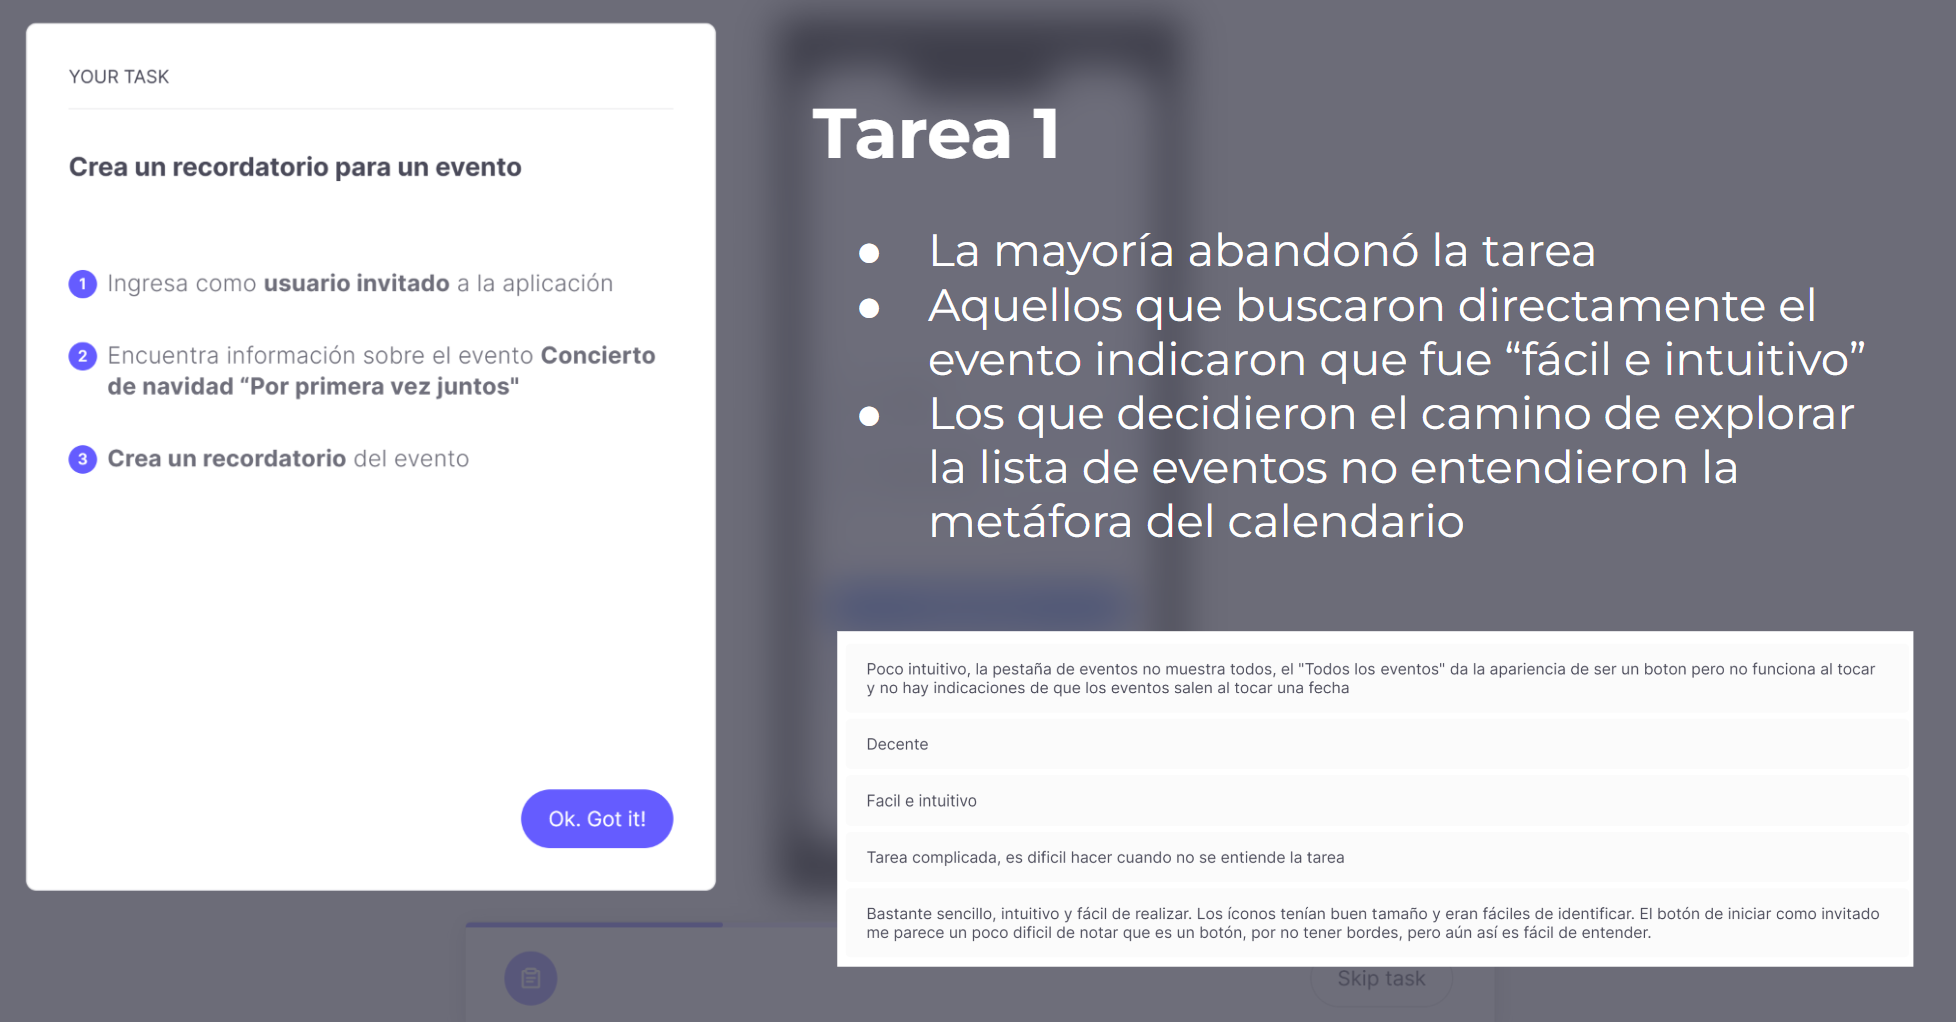 YOUR TASK
Crea un recordatorio para un evento
1 Ingresa como usuario invitado a la aplicación
2 Encuentra información sobre el evento Concierto
de navidad “Por primera vez juntos"
3 Crea un recordatorio del evento
Ok. Got it!
Tarea 1
● La mayoría abandonó la tarea
● Aquellos que buscaron directamente el
evento indicaron que fue “fácil e intuitivo”
● Los que decidieron el camino de explorar
la lista de eventos no entendieron la
metáfora del calendario
Poco intuitivo, la pestaña de eventos no muestra todos, el "Todos los eventos" da la apariencia de ser un boton pero no funciona al tocar
y no hay indicaciones de que los eventos salen al tocar una fecha
Decente
Facil e intuitivo
Tarea complicada, es dificil hacer cuando no se entiende la tarea
Bastante sencillo, intuitivo y fácil de realizar. Los íconos tenían buen tamaño y eran fáciles de identificar. El botón de iniciar como invitado
me parece un poco dificil de notar que es un botón, por no tener bordes, pero aún así es fácil de entender.
Skip task